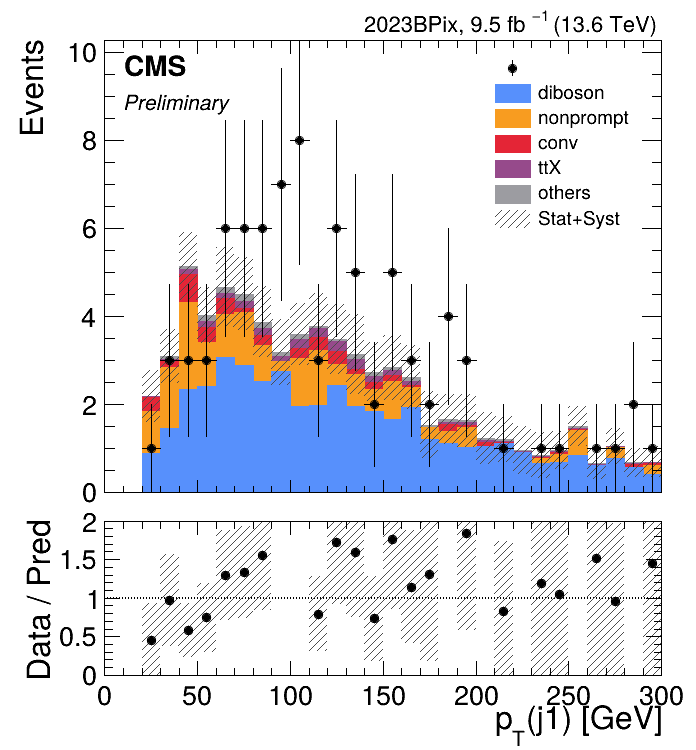 2023BPix, 9.5 fb⁻¹ (13.6 TeV)
Events
10
8
6
4
2
0
CMS
Preliminary
diboson
nonprompt
conv
ttX
others
Stat+Syst
Data / Pred
2
1.5
1
0.5
0
0 50 100 150 200 250 300
p_T(j1) [GeV]